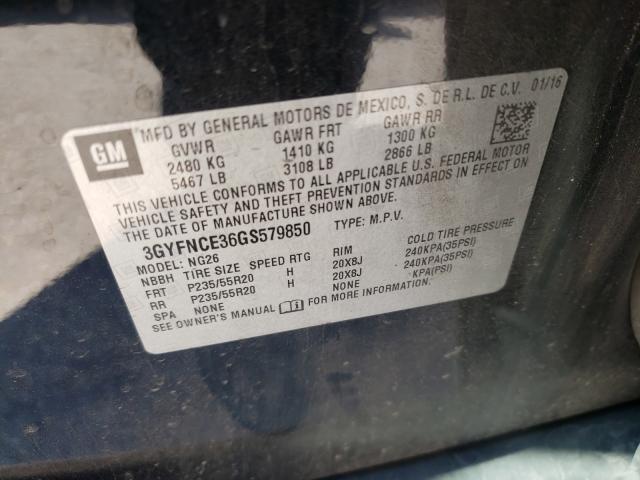 GM
MFD BY GENERAL MOTORS DE MEXICO, S. DE R.L. DE C.V. 01/16
GVWR GAWR FRT GAWR RR
2480 KG 1410 KG 1300 KG
5467 LB 3108 LB 2866 LB
THIS VEHICLE CONFORMS TO ALL APPLICABLE U.S. FEDERAL MOTOR
VEHICLE SAFETY AND THEFT PREVENTION STANDARDS IN EFFECT ON
THE DATE OF MANUFACTURE SHOWN ABOVE.
3GYFNCE36GS579850 TYPE: M.P.V.
MODEL: NG26
NBBH TIRE SIZE SPEED RTG RIM COLD TIRE PRESSURE
FRT P235/55R20 H 20X8J 240KPA(35PSI)
RR P235/55R20 H 20X8J 240KPA(35PSI)
SPA NONE NONE KPA(PSI)
SEE OWNER'S MANUAL FOR MORE INFORMATION.